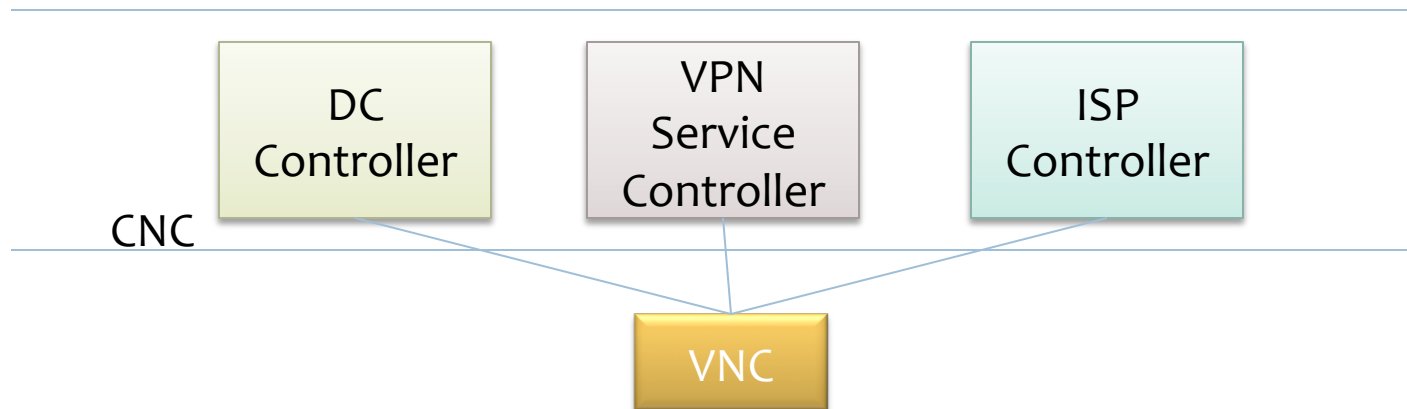 DC
Controller
VPN
Service
Controller
ISP
Controller
CNC
VNC